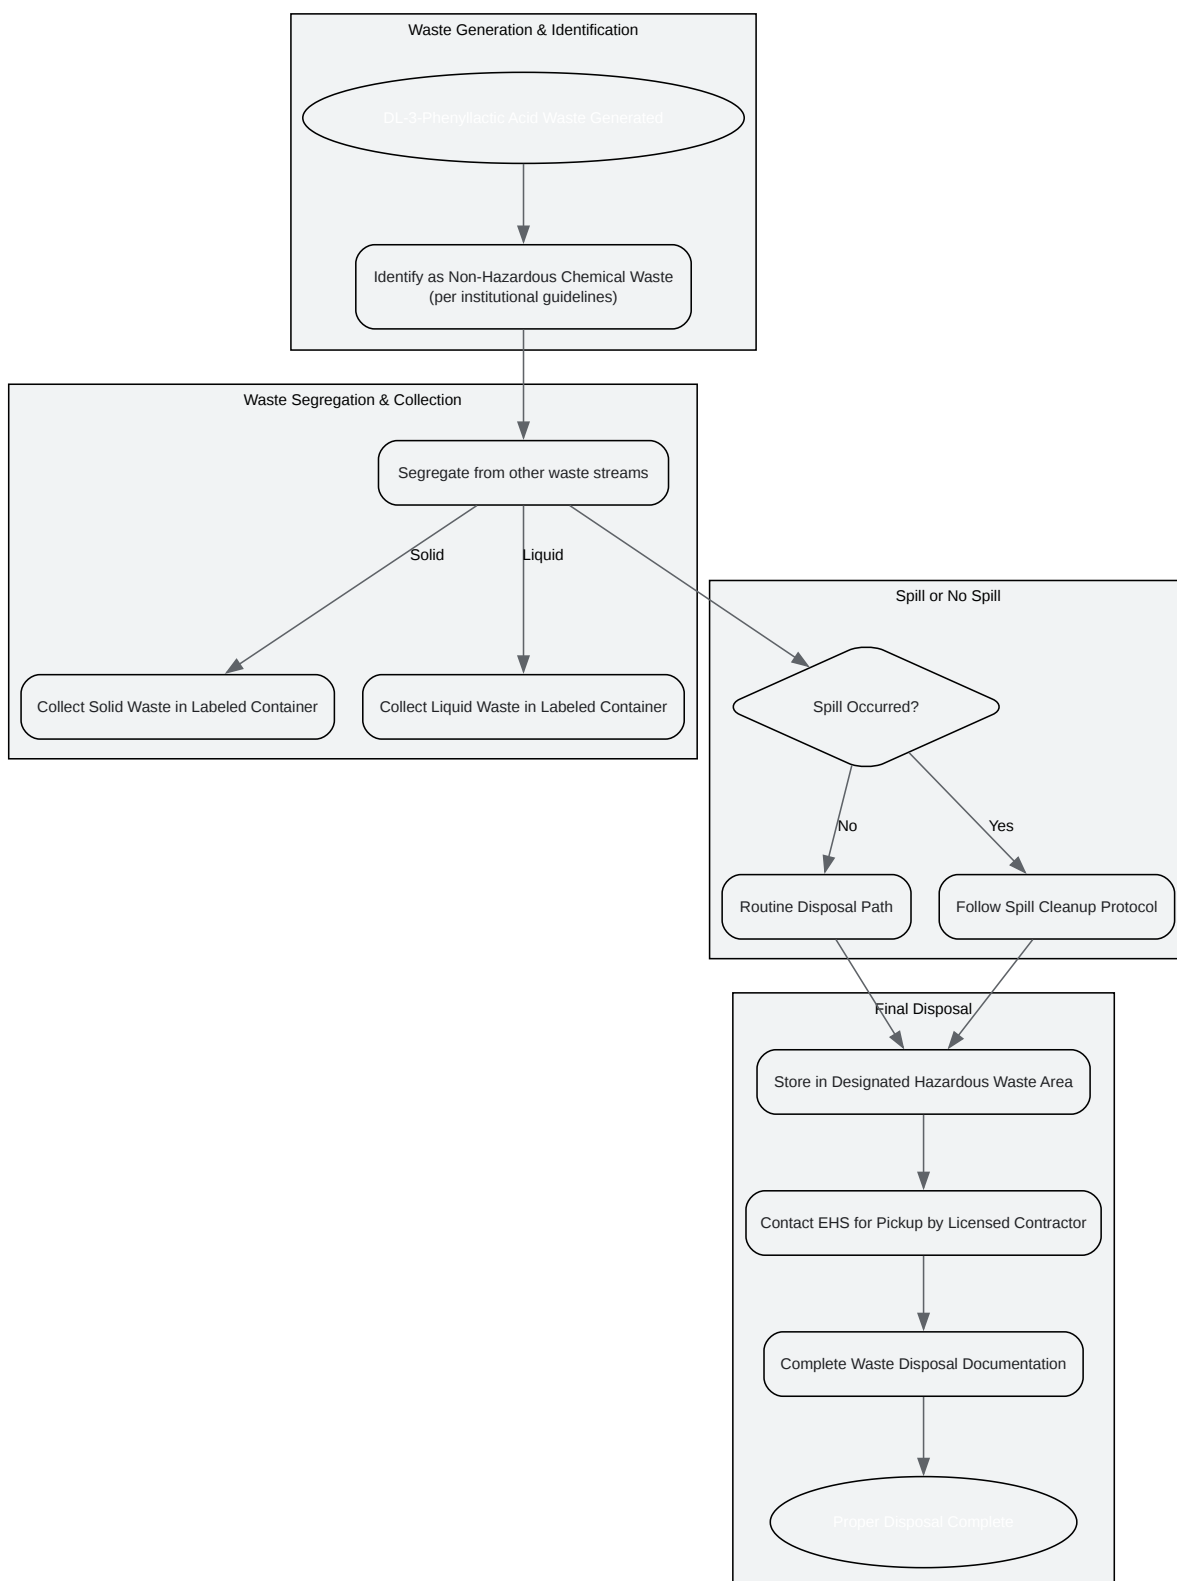 Waste Generation & Identification
DL-3-Phenyllactic Acid Waste Generated
Identify as Non-Hazardous Chemical Waste
(per institutional guidelines)
Waste Segregation & Collection
Segregate from other waste streams
Solid
Liquid
Collect Solid Waste in Labeled Container
Collect Liquid Waste in Labeled Container
Spill or No Spill
Spill Occurred?
No
Yes
Routine Disposal Path
Follow Spill Cleanup Protocol
Final Disposal
Store in Designated Hazardous Waste Area
Contact EHS for Pickup by Licensed Contractor
Complete Waste Disposal Documentation
Proper Disposal Complete